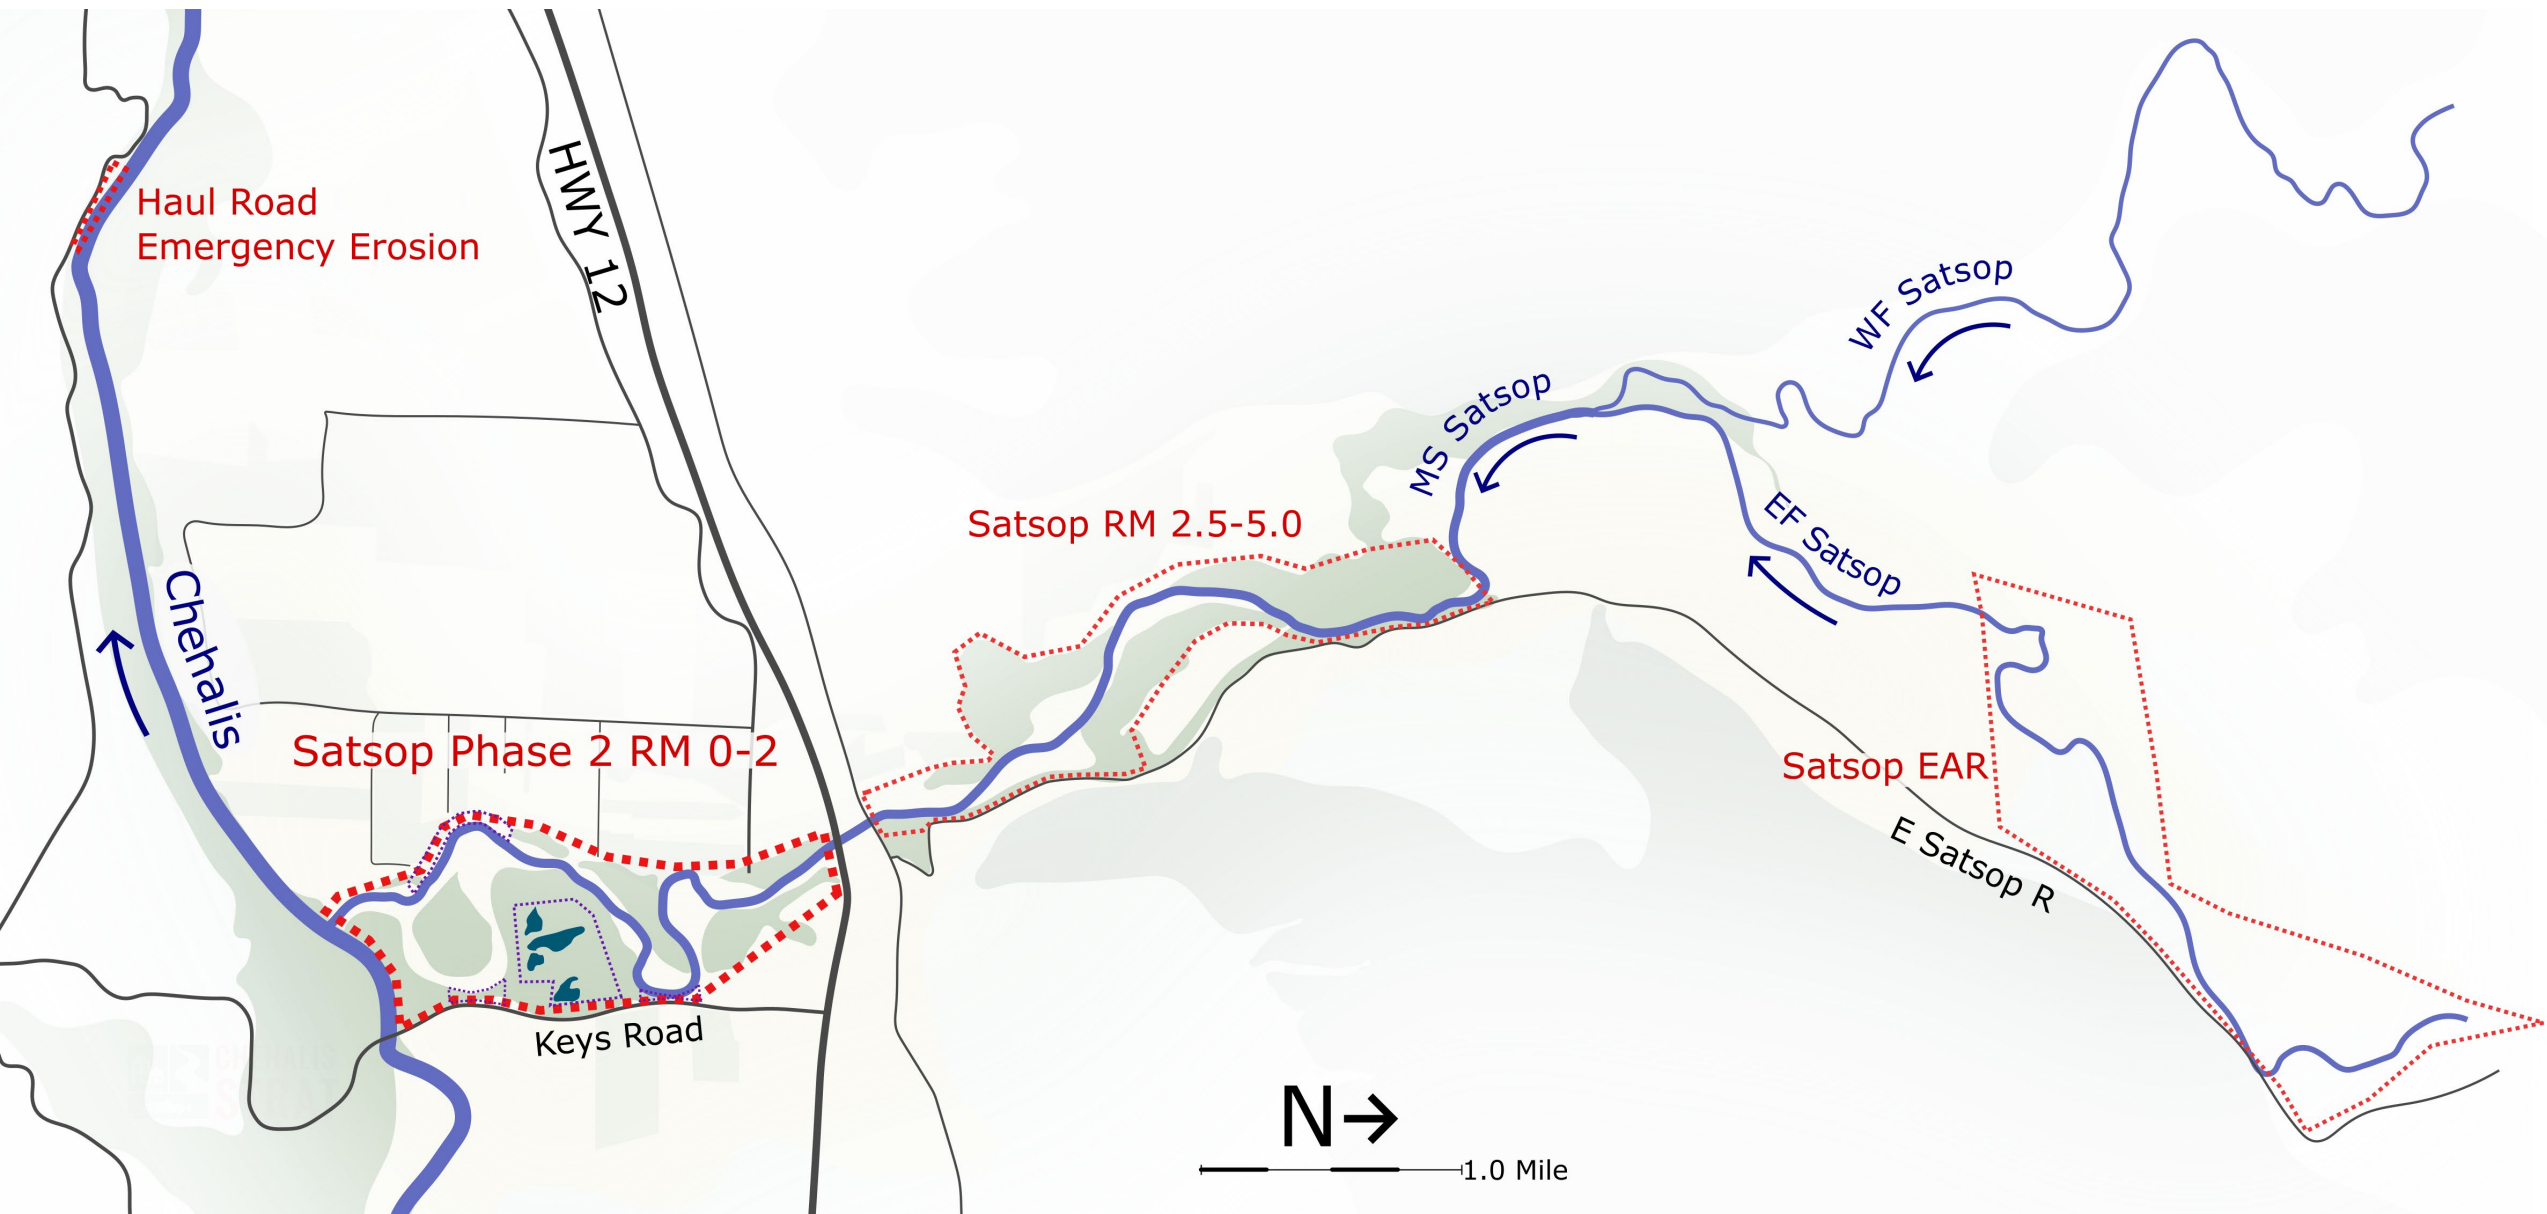 HWY 12
Haul Road
Emergency Erosion
WF Satsop
MS Satsop
Satsop RM 2.5-5.0
EF Satsop
Chehalis
Satsop Phase 2 RM 0-2
Satsop EAR
E Satsop R
Keys Road
N
1.0 Mile